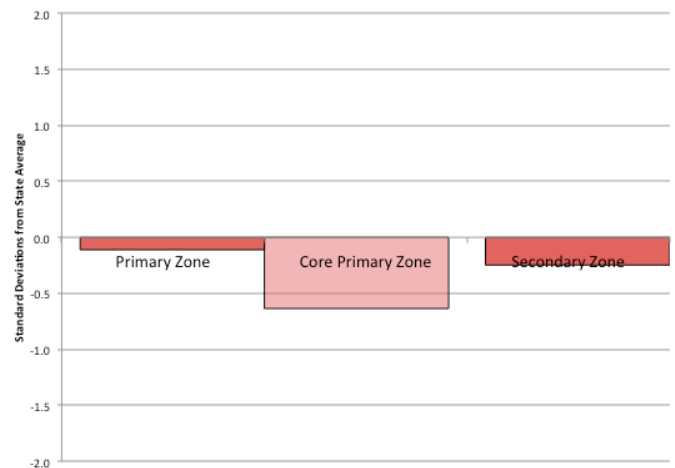 2.0
1.5
1.0
0.5
0.0
-0.5
-1.0
-1.5
-2.0
Standard Deviations from State Average
Primary Zone
Core Primary Zone
Secondary Zone